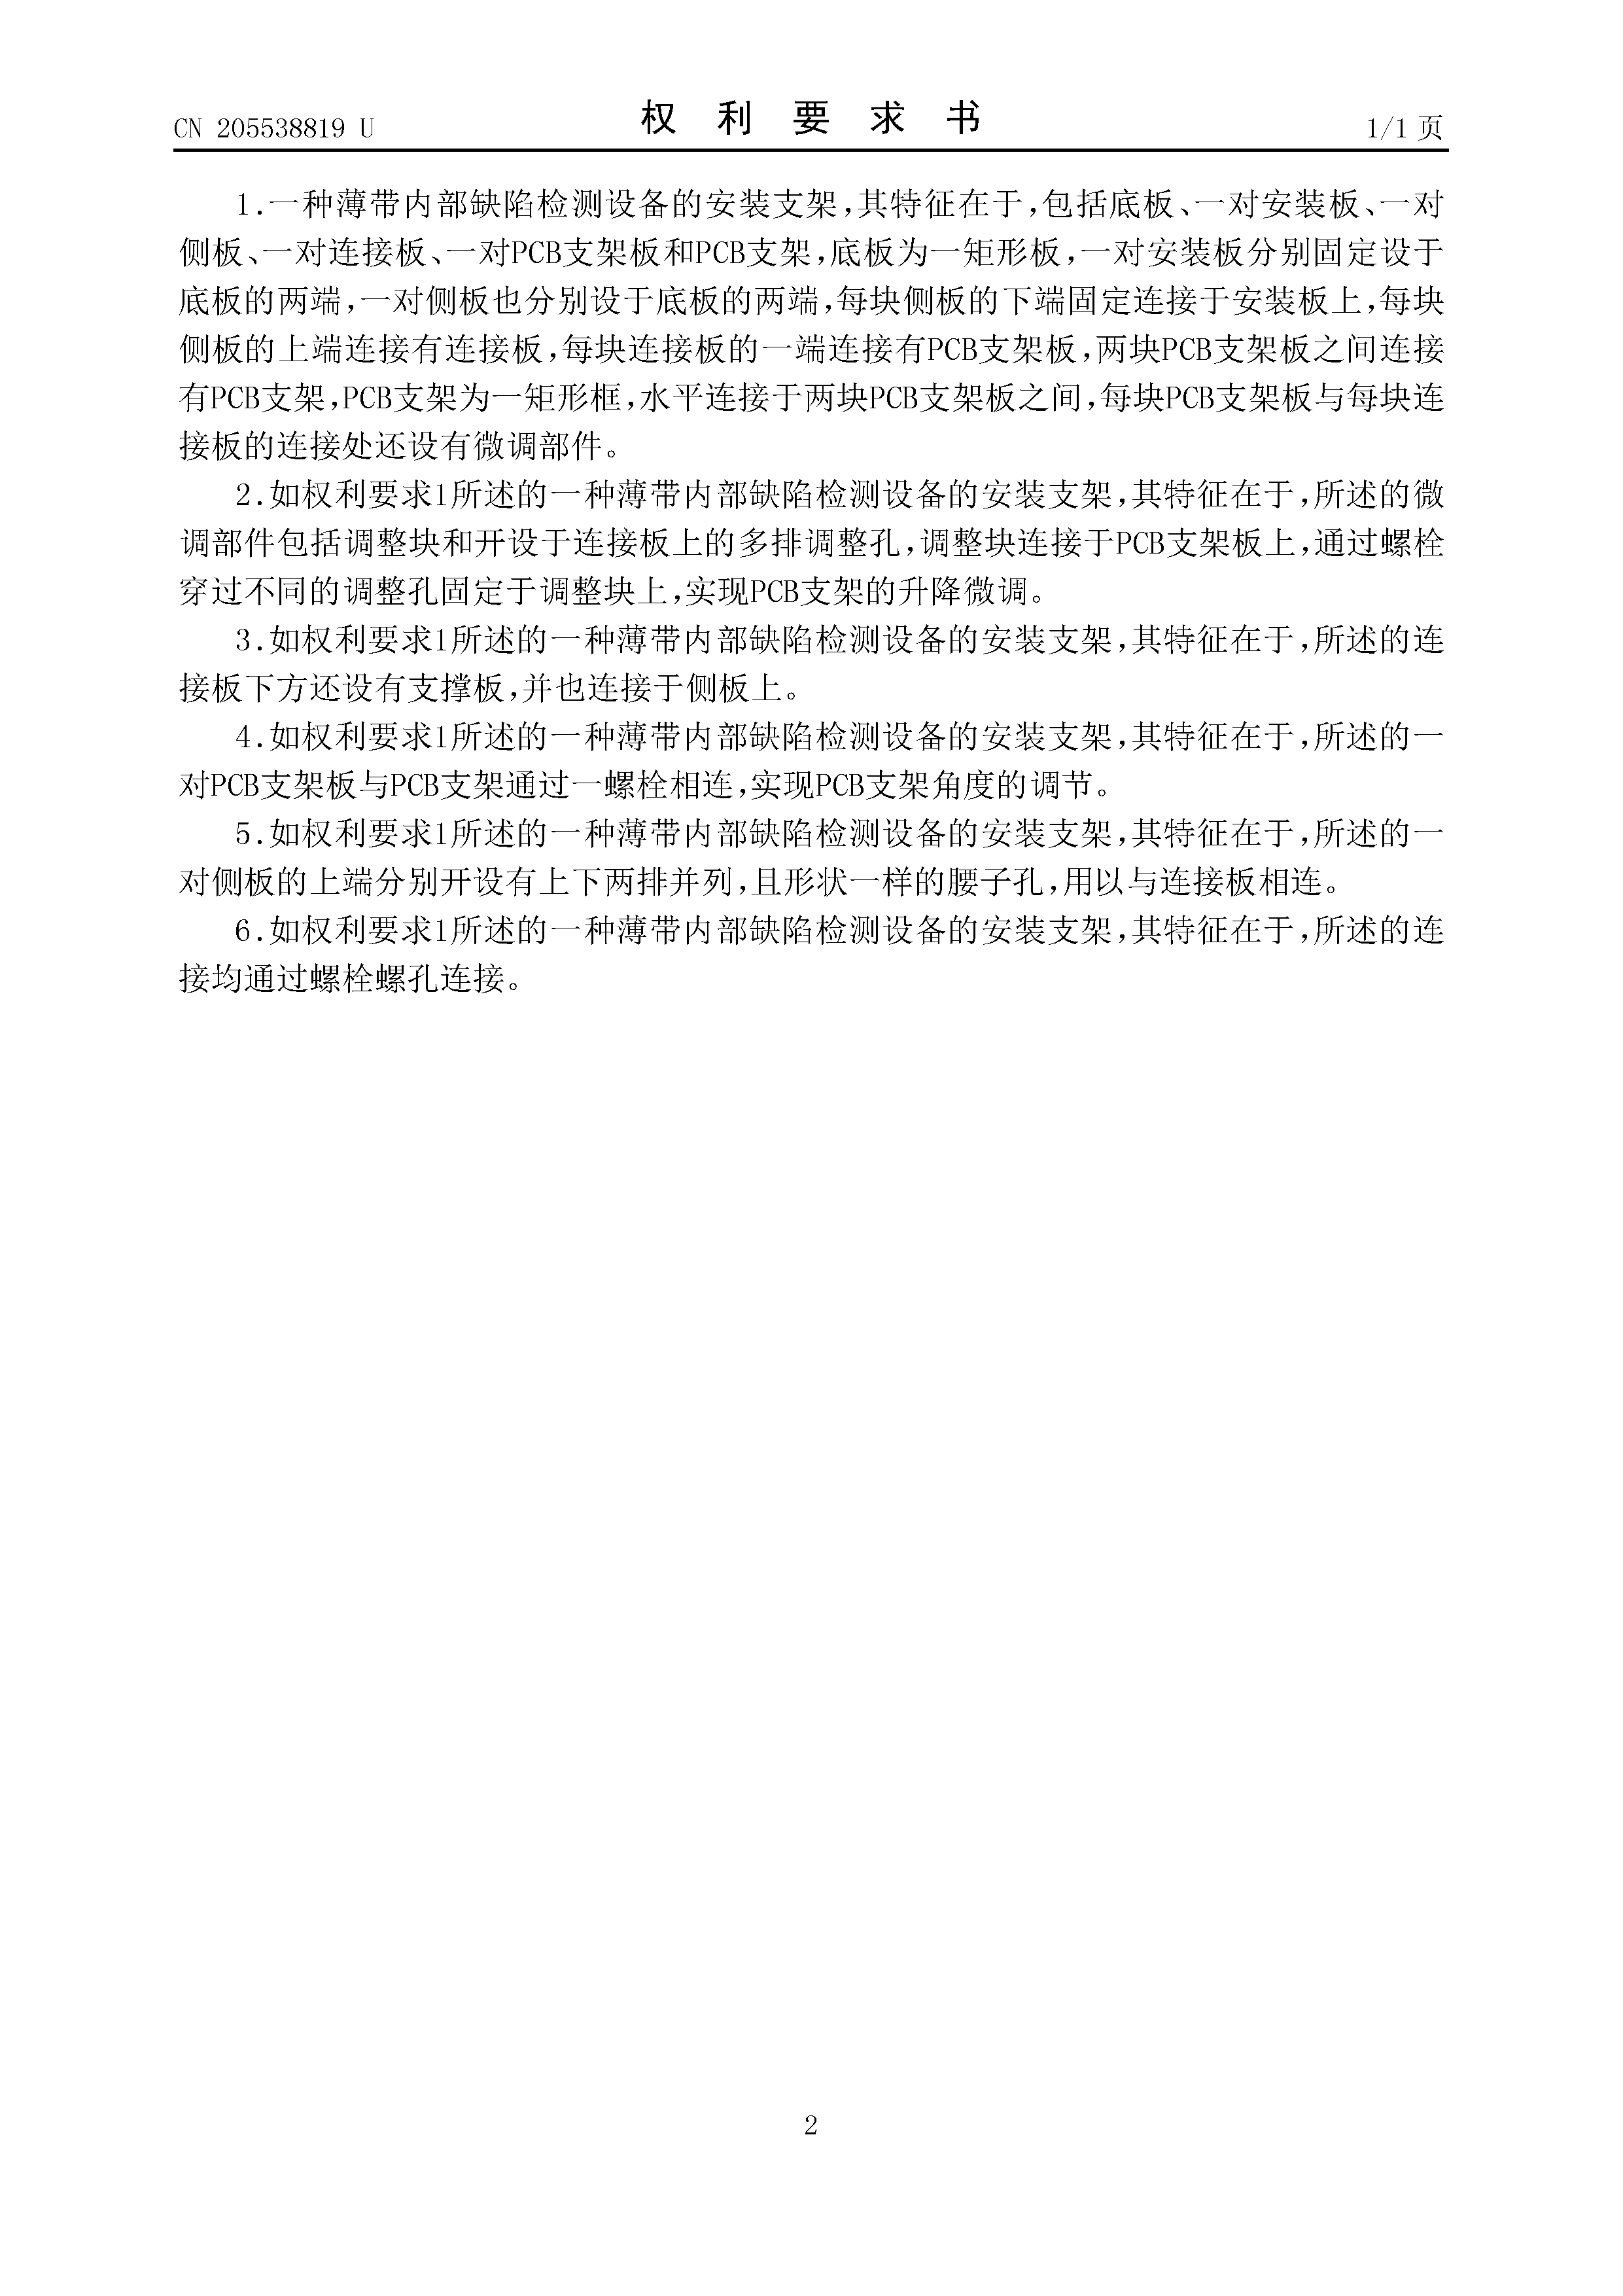 CN 205538819 U
权 利 要 求 书
1/1 页
1.一种薄带内部缺陷检测设备的安装支架,其特征在于,包括底板、一对安装板、一对
侧板、一对连接板、一对PCB支架板和PCB支架,底板为一矩形板,一对安装板分别固定设于
底板的两端,一对侧板也分别设于底板的两端,每块侧板的下端固定连接于安装板上,每块
侧板的上端连接有连接板,每块连接板的一端连接有PCB支架板,两块PCB支架板之间连接
有PCB支架,PCB支架为一矩形框,水平连接于两块PCB支架板之间,每块PCB支架板与每块连
接板的连接处还设有微调部件。
2.如权利要求1所述的一种薄带内部缺陷检测设备的安装支架,其特征在于,所述的微
调部件包括调整块和开设于连接板上的多排调整孔,调整块连接于PCB支架板上,通过螺栓
穿过不同的调整孔固定于调整块上,实现PCB支架的升降微调。
3.如权利要求1所述的一种薄带内部缺陷检测设备的安装支架,其特征在于,所述的连
接板下方还设有支撑板,并也连接于侧板上。
4.如权利要求1所述的一种薄带内部缺陷检测设备的安装支架,其特征在于,所述的一
对PCB支架板与PCB支架通过一螺栓相连,实现PCB支架角度的调节。
5.如权利要求1所述的一种薄带内部缺陷检测设备的安装支架,其特征在于,所述的一
对侧板的上端分别开设有上下两排并列,且形状一样的腰子孔,用以与连接板相连。
6.如权利要求1所述的一种薄带内部缺陷检测设备的安装支架,其特征在于,所述的连
接均通过螺栓螺孔连接。
2